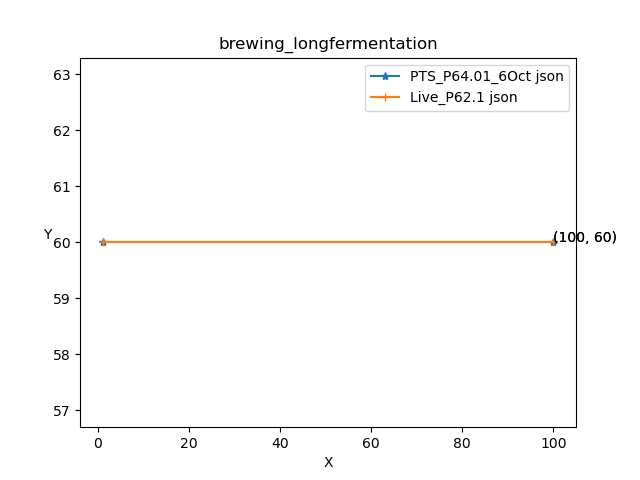 brewing_longfermentation
PTS_P64.01_6Oct json
Live_P62.1 json
63
62
61
Y
60
(100, 60)
59
58
57
0 20 40 60 80 100
X